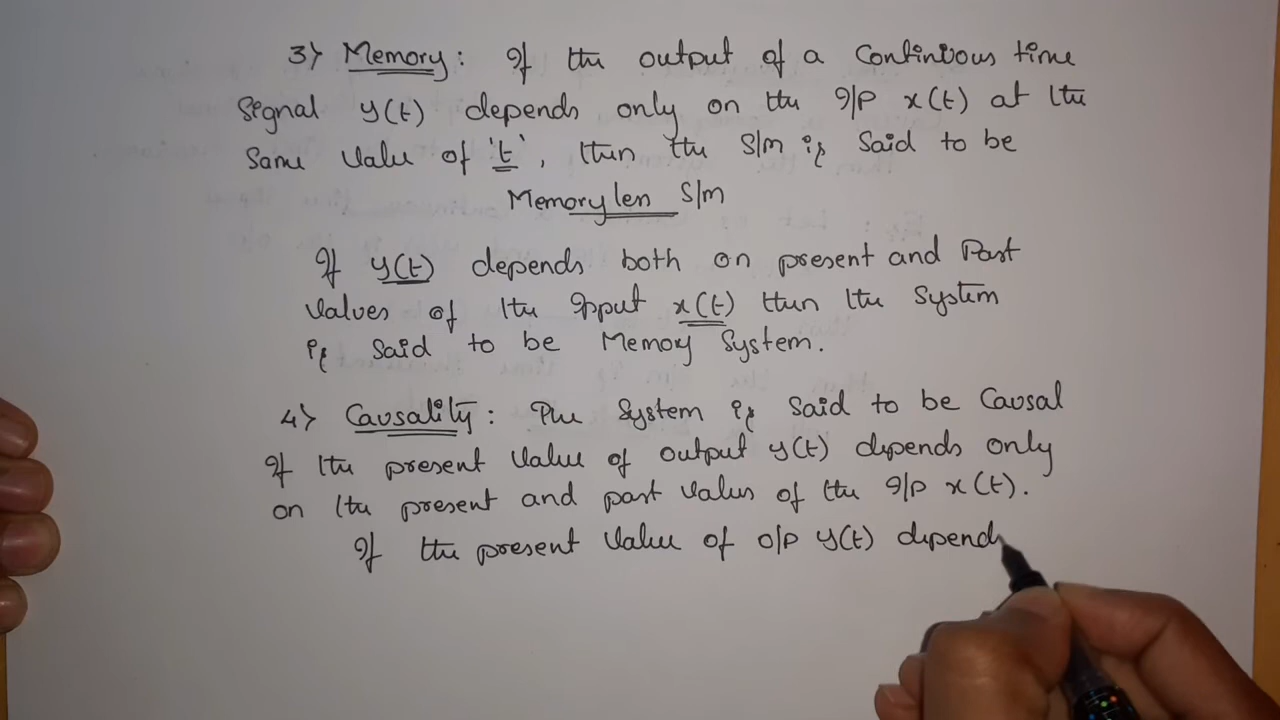 3) Memory: If the output of a Continuous time
Signal y(t) depends only on the I/P x(t) at the
Same Value of 't', then the S/m is Said to be
Memoryless S/m
If y(t) depends both on present and Past
Values of the Input x(t) then the System
is Said to be Memory System.
4) Causality: The System is Said to be Causal
If the present Value of output y(t) depends only
on the present and past Values of the I/P x(t).
If the present Value of O/P y(t) depend